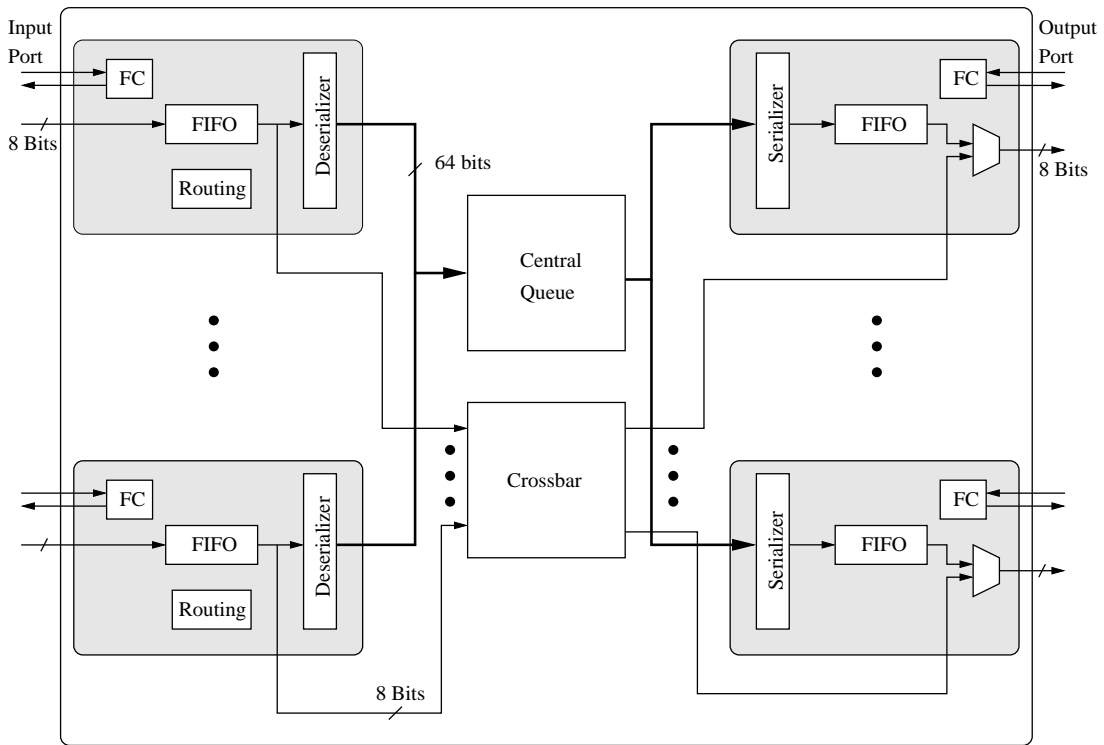 Input
Port
FC
8 Bits
FIFO
Deserializer
Routing
64 bits
Central
Queue
Serializer
FIFO
FC
Output
Port
8 Bits
Crossbar
FC
FIFO
Deserializer
Routing
8 Bits
Serializer
FIFO
FC